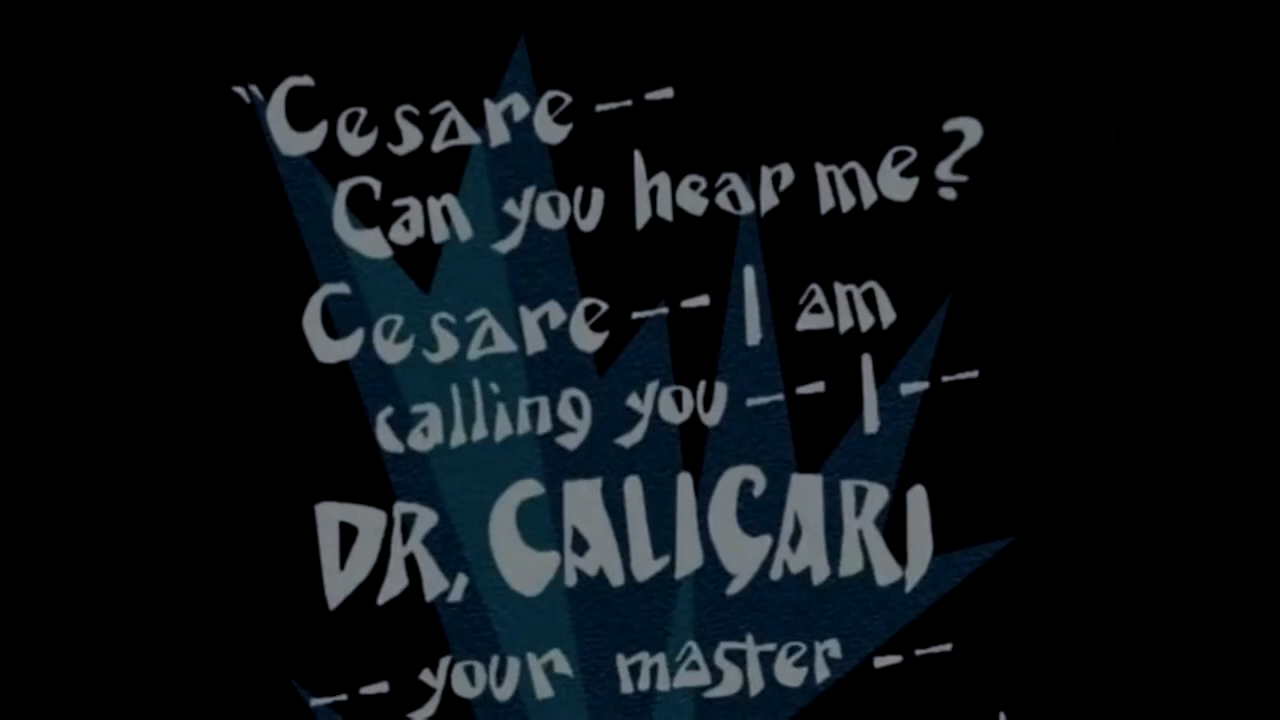 "Cesare--
Can you hear me?
Cesare--I am
calling you--I--
DR, CALIGARI
--your master--